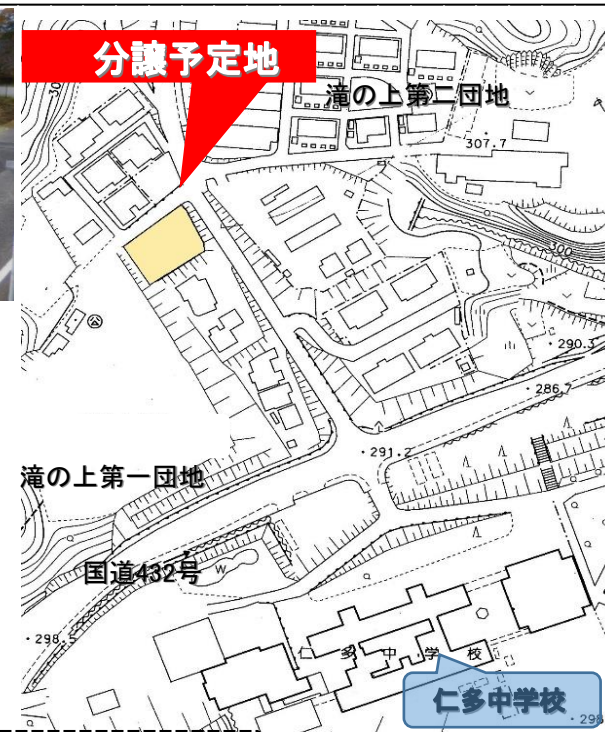 分譲予定地
滝の上第二団地
307.7
300
300
290.3
286.7
291.2
滝の上第一団地
国道432号
W
298.5
仁多中学校
仁多中学校
298